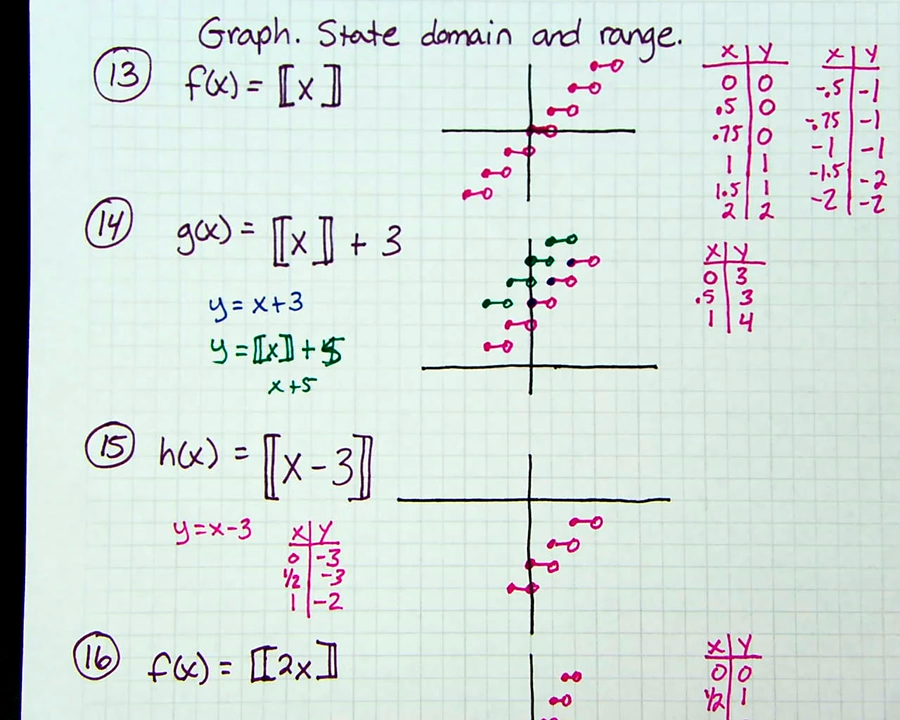 Graph. State domain and range.
13 f(x) = [[x]]
x | y
0 | 0
.5 | 0
.75 | 0
1 | 1
1.5 | 1
2 | 2
x | y
-.5 | -1
-.75 | -1
-1 | -1
-1.5 | -2
-2 | -2
14 g(x) = [[x]] + 3
y = x+3
y = [[x]] + 5
x+5
x | y
0 | 3
.5 | 3
1 | 4
15 h(x) = [[x-3]]
y = x-3
x | y
0 | -3
1/2 | -3
1 | -2
16 f(x) = [[2x]]
x | y
0 | 0
1/2 | 1